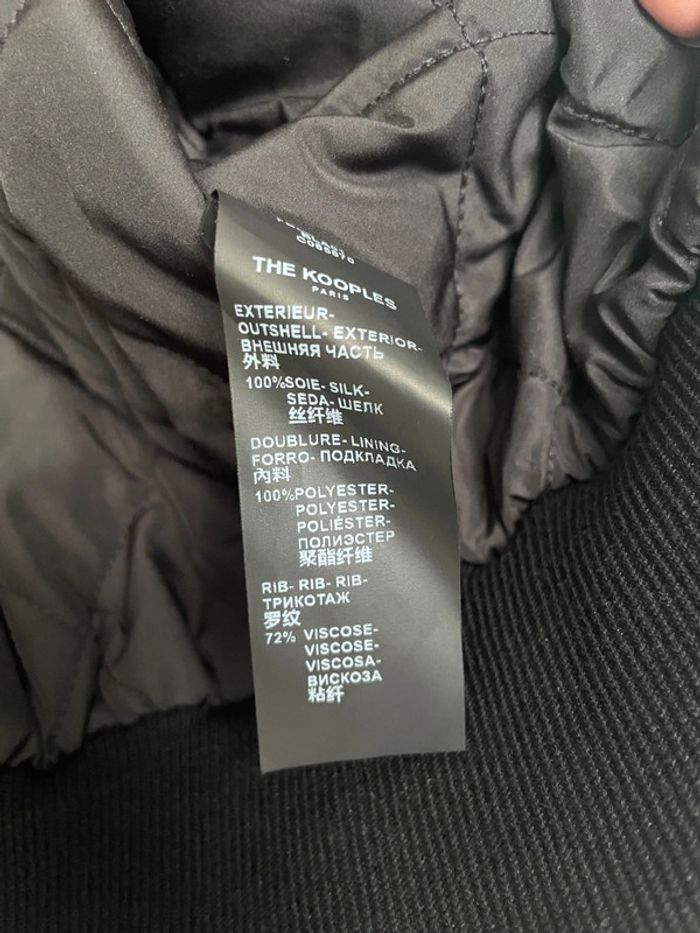 THE KOOPLES
PARIS
EXTERIEUR-
OUTSHELL- EXTERIOR-
ВНЕШНЯЯ ЧАСТЬ
外料
100%SOIE- SILK-
SEDA- ШЕЛК
丝纤维
DOUBLURE- LINING-
FORRO- ПОДКЛАДКА
內料
100%POLYESTER-
POLYESTER-
POLIÉSTER-
ПОЛИЭСТЕР
聚酯纤维
RIB- RIB- RIB-
ТРИКОТАЖ
罗纹
72% VISCOSE-
VISCOSE-
VISCOSA-
ВИСКОЗА
粘纤